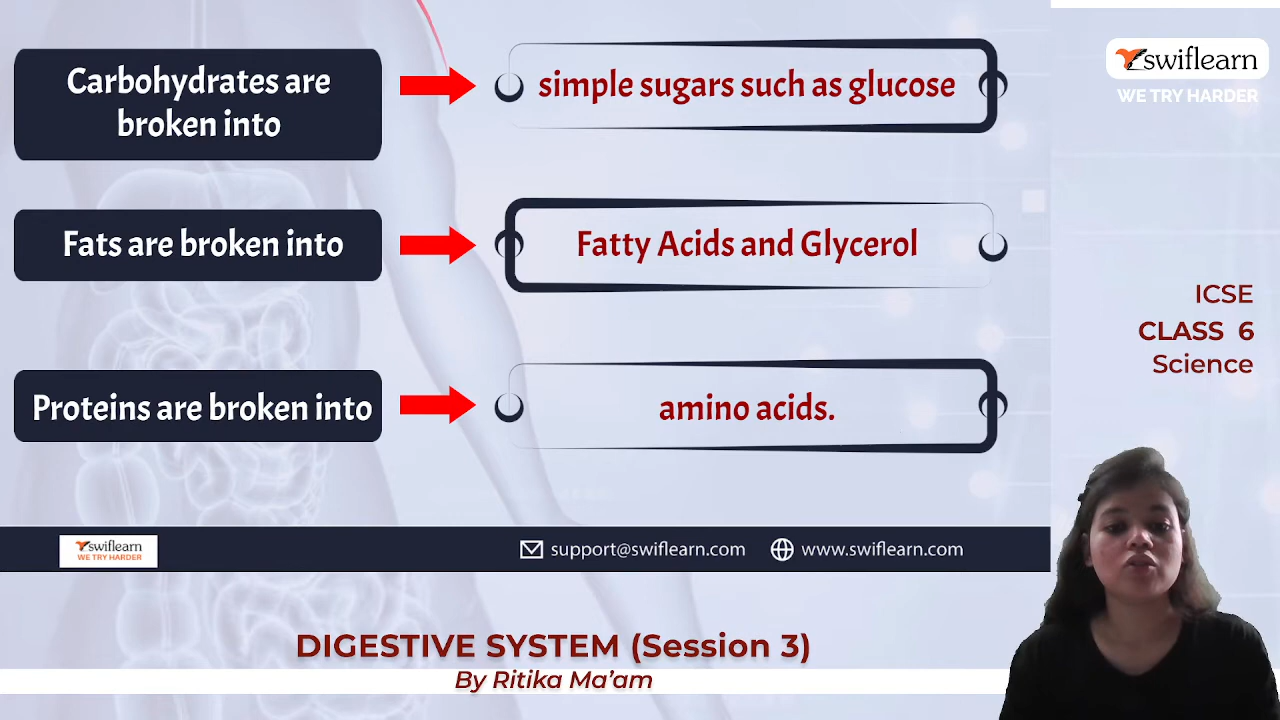 Carbohydrates are
broken into
simple sugars such as glucose
Fats are broken into
Fatty Acids and Glycerol
Proteins are broken into
amino acids.
swiflearn
WE TRY HARDER
support@swiflearn.com
www.swiflearn.com
DIGESTIVE SYSTEM (Session 3)
By Ritika Ma’am
swiflearn
WE TRY HARDER
ICSE
CLASS 6
Science